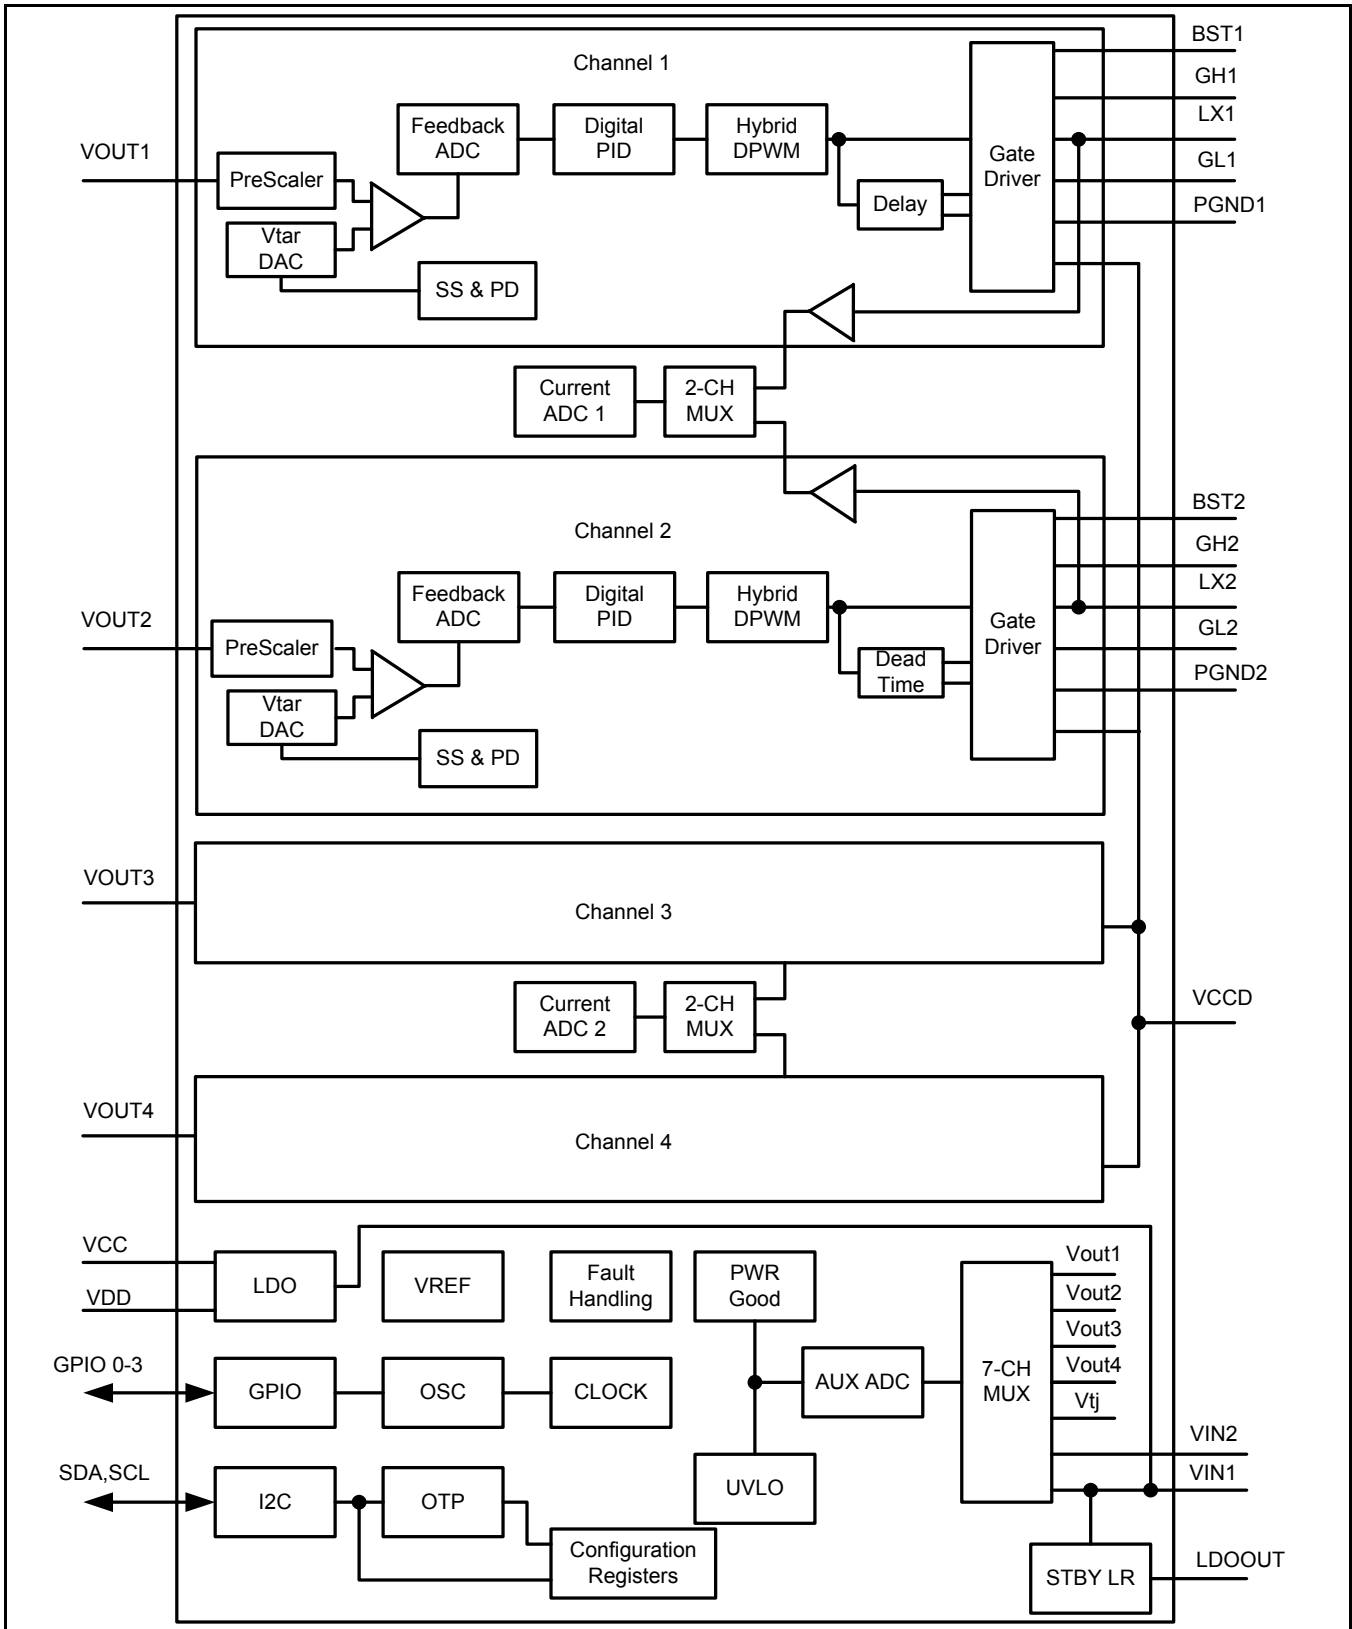 Channel 1
BST1
GH1
LX1
GL1
PGND1
VOUT1
PreScaler
Feedback
ADC
Digital
PID
Hybrid
DPWM
Gate
Driver
Delay
Vtar
DAC
SS & PD
Current
ADC 1
2-CH
MUX
Channel 2
BST2
GH2
LX2
GL2
PGND2
VOUT2
PreScaler
Feedback
ADC
Digital
PID
Hybrid
DPWM
Gate
Driver
Dead
Time
Vtar
DAC
SS & PD
VOUT3
Channel 3
Current
ADC 2
2-CH
MUX
VCCD
VOUT4
Channel 4
VCC
VDD
LDO
VREF
Fault
Handling
PWR
Good
Vout1
Vout2
Vout3
Vout4
Vtj
7-CH
MUX
GPIO 0-3
GPIO
OSC
CLOCK
AUX ADC
VIN2
VIN1
SDA,SCL
I2C
OTP
UVLO
Configuration
Registers
STBY LR
LDOOUT